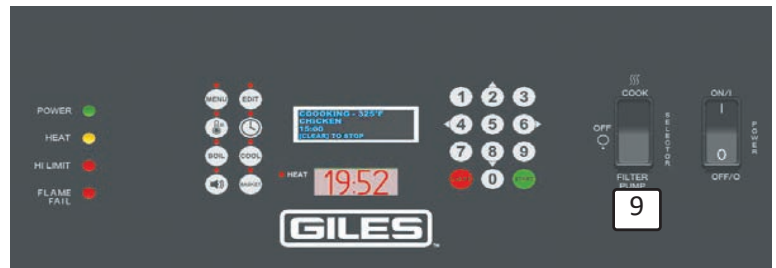 POWER
HEAT
HI LIMIT
FLAME
FAIL
MENU
EDIT
BOIL
COOL
BASKET
COOOKING - 325°F
CHICKEN
15:00
[CLEAR] TO STOP
HEAT
19:52
GILES
1 2 3
4 5 6
7 8 9
0
COOK
OFF
SELECTOR
FILTER
PUMP
9
ON/I
I
O
POWER
OFF/O